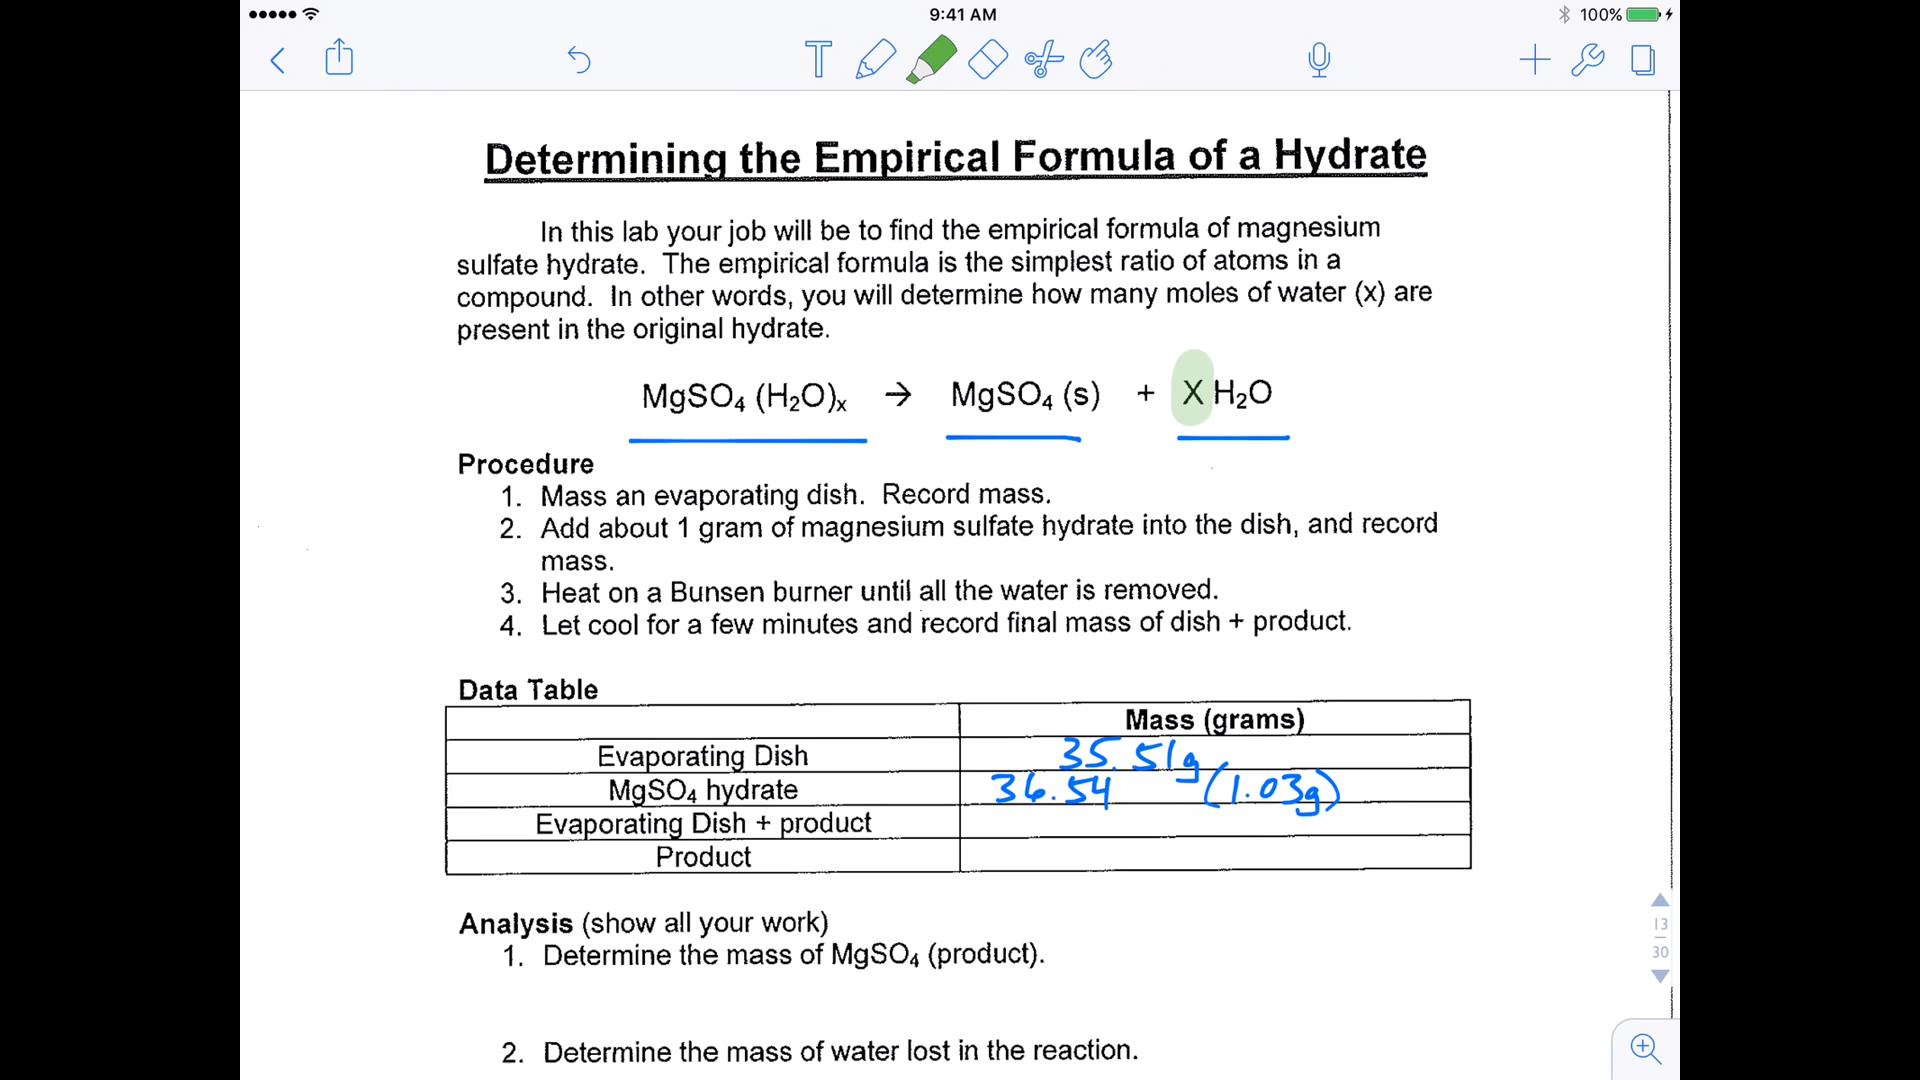 9:41 AM
100%
T
Determining the Empirical Formula of a Hydrate
In this lab your job will be to find the empirical formula of magnesium
sulfate hydrate. The empirical formula is the simplest ratio of atoms in a
compound. In other words, you will determine how many moles of water (x) are
present in the original hydrate.
MgSO₄ (H₂O)ₓ → MgSO₄ (s) + X H₂O
Procedure
1. Mass an evaporating dish. Record mass.
2. Add about 1 gram of magnesium sulfate hydrate into the dish, and record
mass.
3. Heat on a Bunsen burner until all the water is removed.
4. Let cool for a few minutes and record final mass of dish + product.
Data Table
Mass (grams)
Evaporating Dish 35.51g
MgSO₄ hydrate 36.54 (1.03g)
Evaporating Dish + product
Product
Analysis (show all your work)
1. Determine the mass of MgSO₄ (product).
13
30
2. Determine the mass of water lost in the reaction.